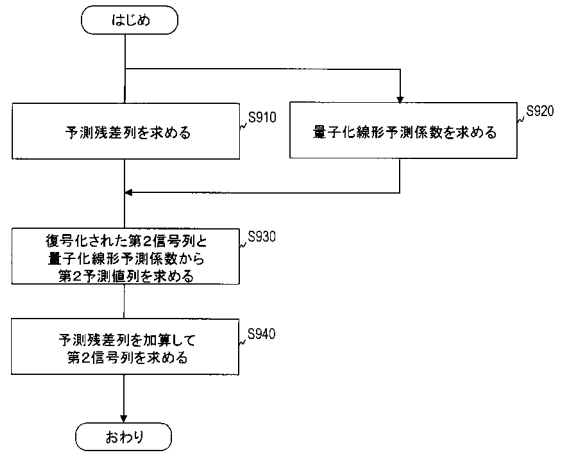 はじめ
S910
予測残差列を求める
S920
量子化線形予測係数を求める
S930
復号化された第2信号列と
量子化線形予測係数から
第2予測値列を求める
S940
予測残差列を加算して
第2信号列を求める
おわり